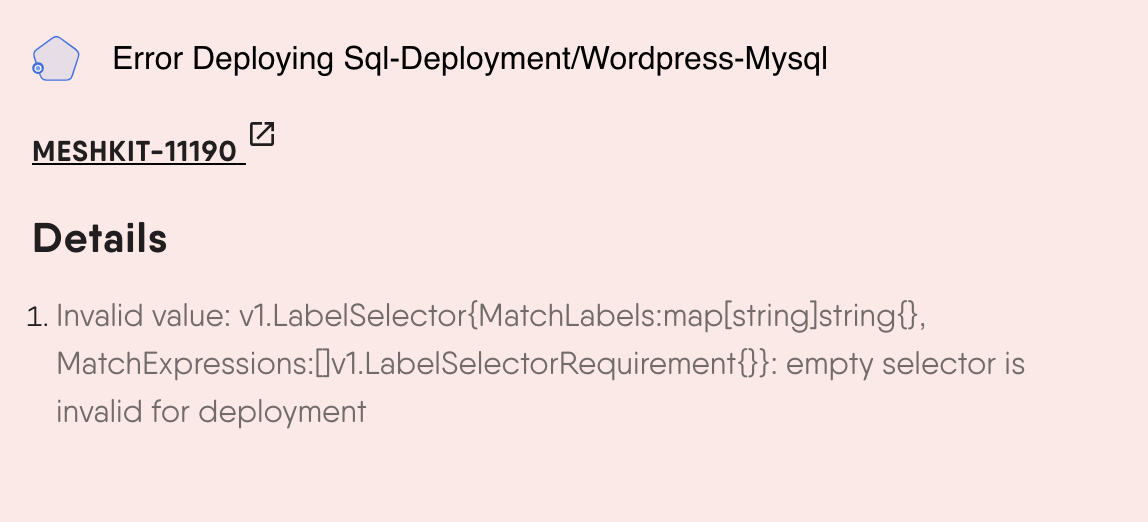 Error Deploying Sql-Deployment/Wordpress-Mysql
MESHKIT-11190
Details
1. Invalid value: v1.LabelSelector{MatchLabels:map[string]string{},
MatchExpressions:[]v1.LabelSelectorRequirement{}}: empty selector is
invalid for deployment